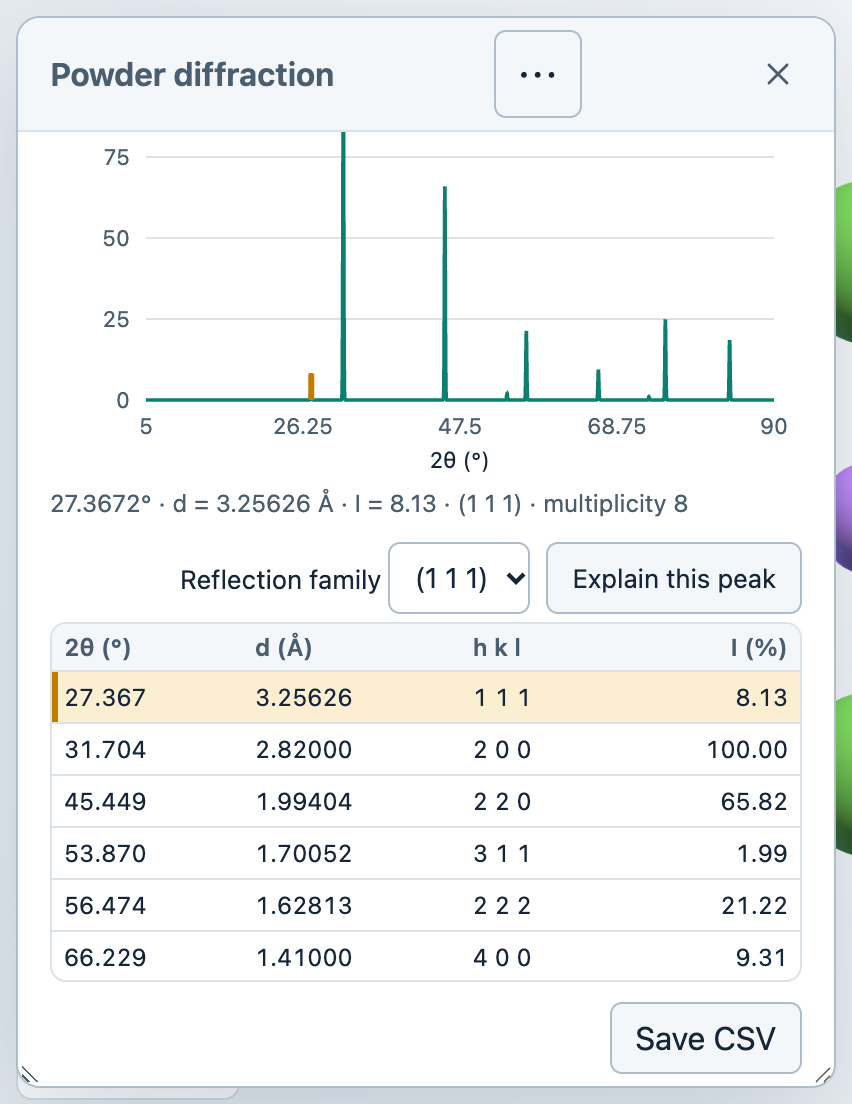 Powder diffraction
...
75
50
25
0
5 26.25 47.5 68.75 90
2θ (°)
27.3672° · d = 3.25626 Å · I = 8.13 · (1 1 1) · multiplicity 8
Reflection family (1 1 1) Explain this peak
2θ (°) d (Å) h k l I (%)
27.367 3.25626 1 1 1 8.13
31.704 2.82000 2 0 0 100.00
45.449 1.99404 2 2 0 65.82
53.870 1.70052 3 1 1 1.99
56.474 1.62813 2 2 2 21.22
66.229 1.41000 4 0 0 9.31
Save CSV